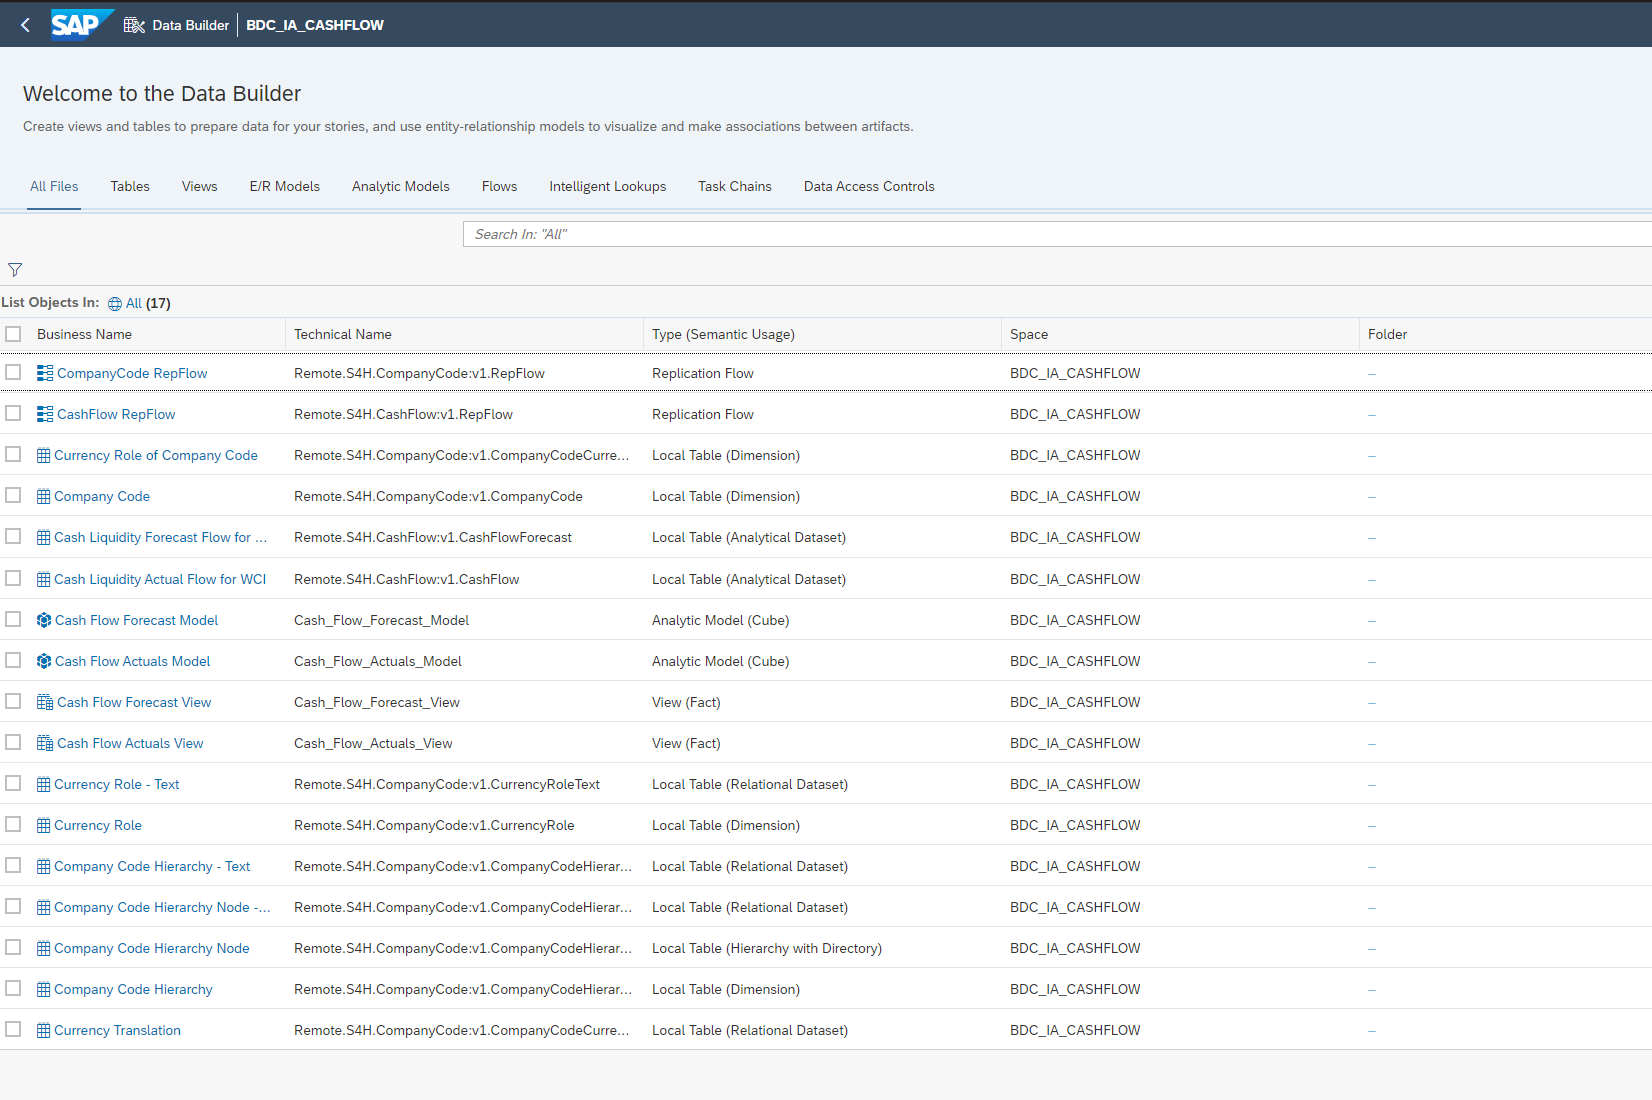 SAP Data Builder BDC_IA_CASHFLOW
Welcome to the Data Builder
Create views and tables to prepare data for your stories, and use entity-relationship models to visualize and make associations between artifacts.
All Files Tables Views E/R Models Analytic Models Flows Intelligent Lookups Task Chains Data Access Controls
Search In: "All"
List Objects In: All (17)
Business Name Technical Name Type (Semantic Usage) Space Folder
CompanyCode RepFlow Remote.S4H.CompanyCode:v1.RepFlow Replication Flow BDC_IA_CASHFLOW –
CashFlow RepFlow Remote.S4H.CashFlow:v1.RepFlow Replication Flow BDC_IA_CASHFLOW –
Currency Role of Company Code Remote.S4H.CompanyCode:v1.CompanyCodeCurre... Local Table (Dimension) BDC_IA_CASHFLOW –
Company Code Remote.S4H.CompanyCode:v1.CompanyCode Local Table (Dimension) BDC_IA_CASHFLOW –
Cash Liquidity Forecast Flow for ... Remote.S4H.CashFlow:v1.CashFlowForecast Local Table (Analytical Dataset) BDC_IA_CASHFLOW –
Cash Liquidity Actual Flow for WCI Remote.S4H.CashFlow:v1.CashFlow Local Table (Analytical Dataset) BDC_IA_CASHFLOW –
Cash Flow Forecast Model Cash_Flow_Forecast_Model Analytic Model (Cube) BDC_IA_CASHFLOW –
Cash Flow Actuals Model Cash_Flow_Actuals_Model Analytic Model (Cube) BDC_IA_CASHFLOW –
Cash Flow Forecast View Cash_Flow_Forecast_View View (Fact) BDC_IA_CASHFLOW –
Cash Flow Actuals View Cash_Flow_Actuals_View View (Fact) BDC_IA_CASHFLOW –
Currency Role - Text Remote.S4H.CompanyCode:v1.CurrencyRoleText Local Table (Relational Dataset) BDC_IA_CASHFLOW –
Currency Role Remote.S4H.CompanyCode:v1.CurrencyRole Local Table (Dimension) BDC_IA_CASHFLOW –
Company Code Hierarchy - Text Remote.S4H.CompanyCode:v1.CompanyCodeHierar... Local Table (Relational Dataset) BDC_IA_CASHFLOW –
Company Code Hierarchy Node -... Remote.S4H.CompanyCode:v1.CompanyCodeHierar... Local Table (Relational Dataset) BDC_IA_CASHFLOW –
Company Code Hierarchy Node Remote.S4H.CompanyCode:v1.CompanyCodeHierar... Local Table (Hierarchy with Directory) BDC_IA_CASHFLOW –
Company Code Hierarchy Remote.S4H.CompanyCode:v1.CompanyCodeHierar... Local Table (Dimension) BDC_IA_CASHFLOW –
Currency Translation Remote.S4H.CompanyCode:v1.CompanyCodeCurre... Local Table (Relational Dataset) BDC_IA_CASHFLOW –